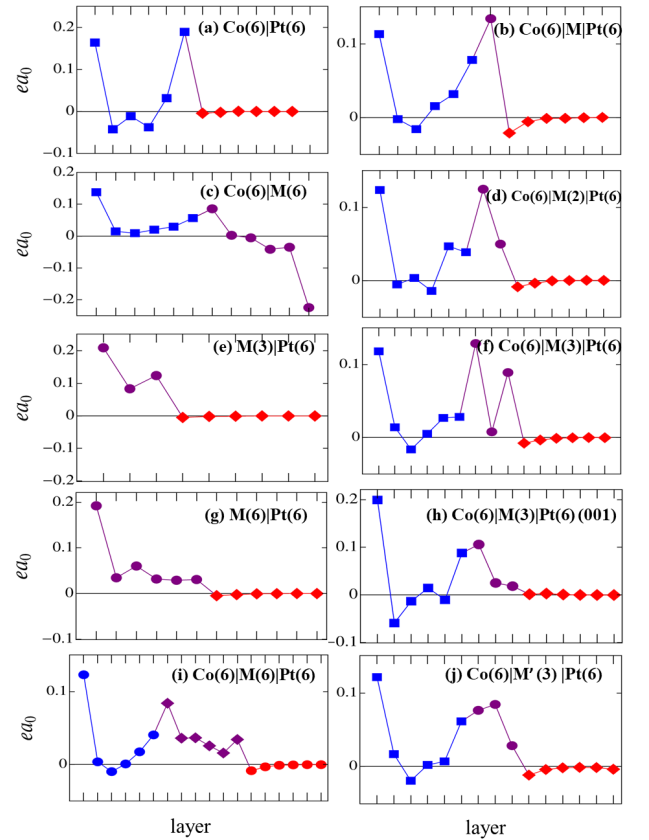 (a) Co(6)|Pt(6)
0.2
0.1
0
−0.1
ea0
(b) Co(6)|M|Pt(6)
0.1
0
(c) Co(6)|M(6)
0.2
0.1
0
−0.1
−0.2
ea0
(d) Co(6)|M(2)|Pt(6)
0.1
0
(e) M(3)|Pt(6)
0.2
0.1
0
−0.1
−0.2
ea0
(f) Co(6)|M(3)|Pt(6)
0.1
0
(g) M(6)|Pt(6)
0.2
0.1
0
−0.1
ea0
(h) Co(6)|M(3)|Pt(6) (001)
0.2
0.1
0
−0.1
(i) Co(6)|M(6)|Pt(6)
0.1
0
ea0
layer
(j) Co(6)|M′(3) |Pt(6)
0.1
0
layer